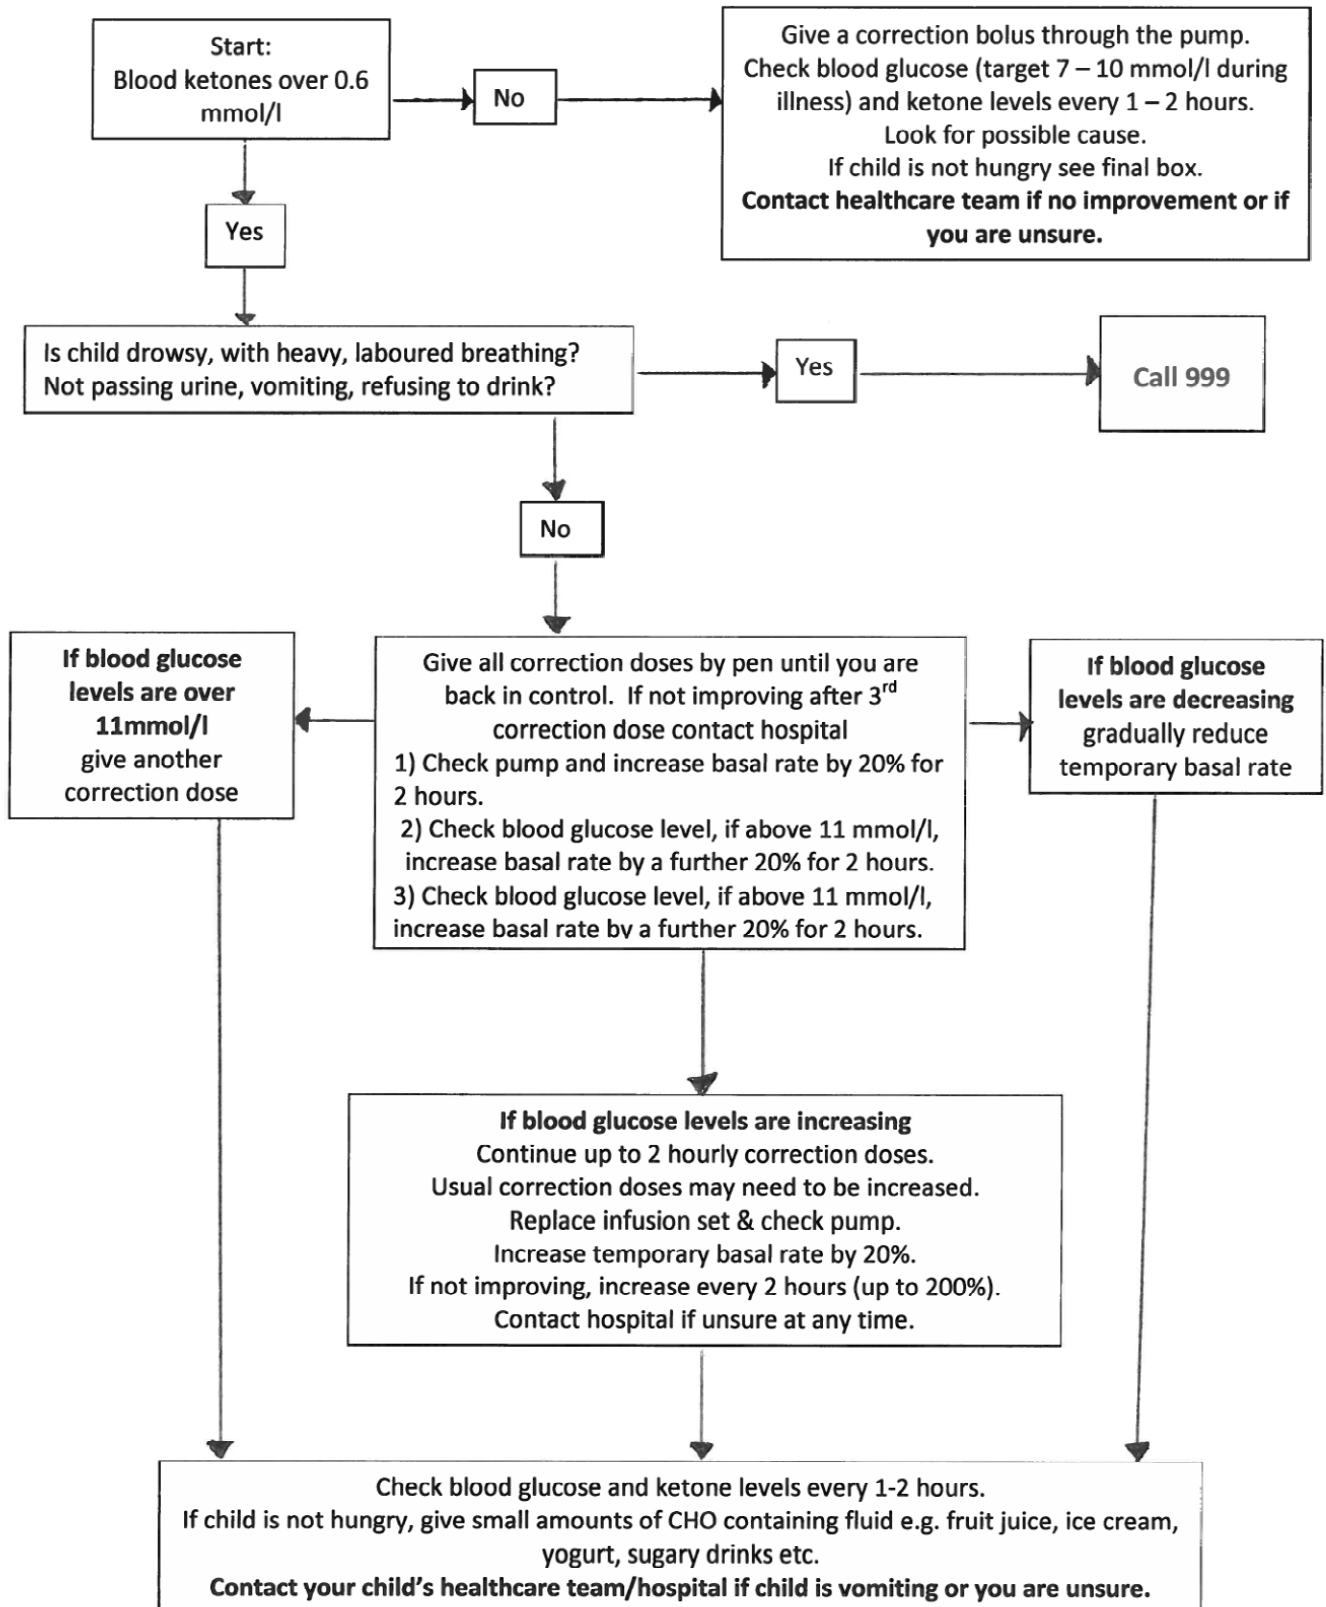 Start:
Blood ketones over 0.6
mmol/l
No
Give a correction bolus through the pump.
Check blood glucose (target 7 – 10 mmol/l during
illness) and ketone levels every 1 – 2 hours.
Look for possible cause.
If child is not hungry see final box.
Contact healthcare team if no improvement or if
you are unsure.
Yes
Is child drowsy, with heavy, laboured breathing?
Not passing urine, vomiting, refusing to drink?
Yes
Call 999
No
If blood glucose
levels are over
11mmol/l
give another
correction dose
Give all correction doses by pen until you are
back in control. If not improving after 3rd
correction dose contact hospital
1) Check pump and increase basal rate by 20% for
2 hours.
2) Check blood glucose level, if above 11 mmol/l,
increase basal rate by a further 20% for 2 hours.
3) Check blood glucose level, if above 11 mmol/l,
increase basal rate by a further 20% for 2 hours.
If blood glucose
levels are decreasing
gradually reduce
temporary basal rate
If blood glucose levels are increasing
Continue up to 2 hourly correction doses.
Usual correction doses may need to be increased.
Replace infusion set & check pump.
Increase temporary basal rate by 20%.
If not improving, increase every 2 hours (up to 200%).
Contact hospital if unsure at any time.
Check blood glucose and ketone levels every 1-2 hours.
If child is not hungry, give small amounts of CHO containing fluid e.g. fruit juice, ice cream,
yogurt, sugary drinks etc.
Contact your child's healthcare team/hospital if child is vomiting or you are unsure.